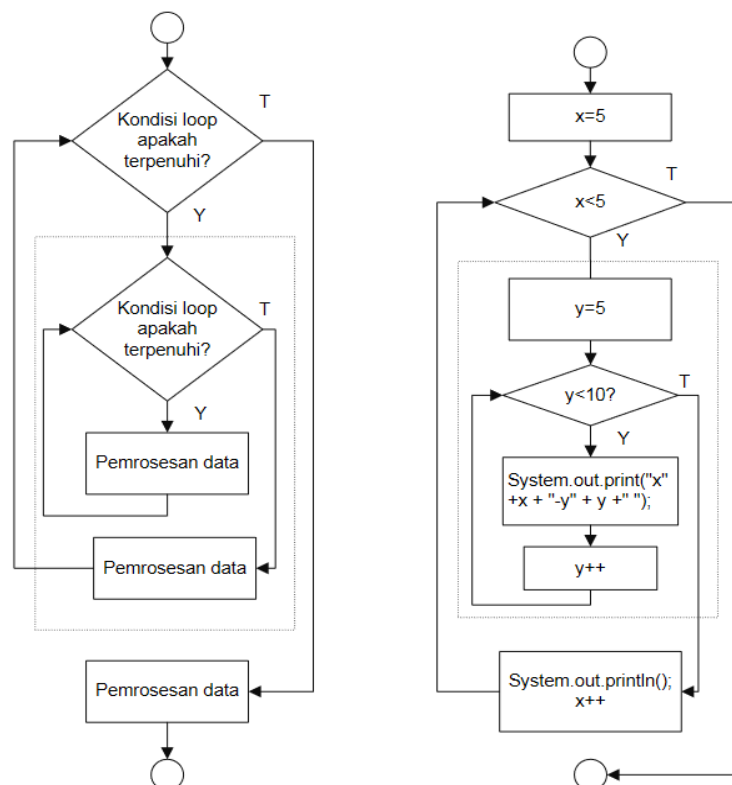 T
Kondisi loop
apakah
terpenuhi?
Y
Kondisi loop
apakah
terpenuhi?
T
Y
Pemrosesan data
Pemrosesan data
Pemrosesan data
x=5
T
x<5
Y
y=5
y<10?
T
Y
System.out.print("x"
+x + "-y" + y +" ");
y++
System.out.println();
x++